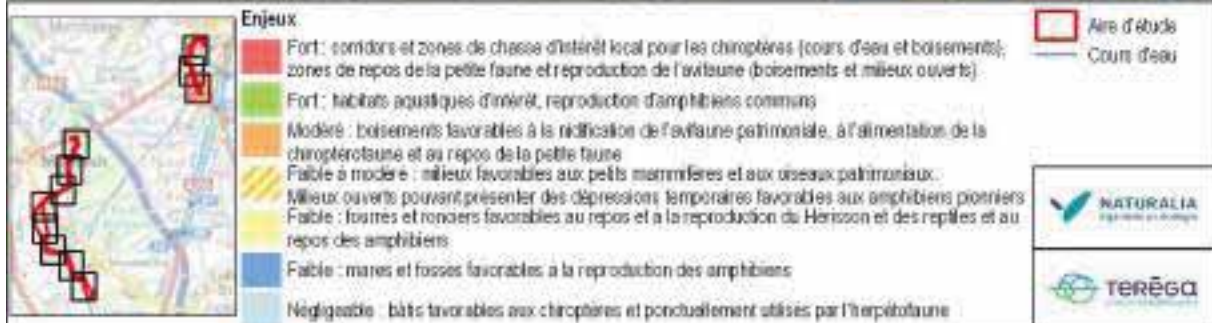 Enjeux
Fort : corridors et zones de chasse d'intérêt local pour les chiroptères (cours d'eau et boisements);
zones de repos de la petite faune et reproduction de l'avifaune (boisements et milieux ouverts)
Fort : habitats aquatiques d'intérêt, reproduction d'amphibiens communs
Modéré : boisements favorables à la nidification de l'avifaune patrimoniale, à l'alimentation de la
chiroptérofaune et au repos de la petite faune
Faible à modéré : milieux favorables aux petits mammifères et aux oiseaux patrimoniaux.
Milieux ouverts pouvant présenter des dépressions temporaires favorables aux amphibiens pionniers
Faible : fourrés et ronciers favorables au repos et à la reproduction du Hérisson et des reptiles et au
repos des amphibiens
Faible : mares et fossés favorables à la reproduction des amphibiens
Négligeable : bâtis favorables aux chiroptères et ponctuellement utilisés par l'herpétofaune
Aire d'étude
Cours d'eau
NATURALIA
TERĒGA